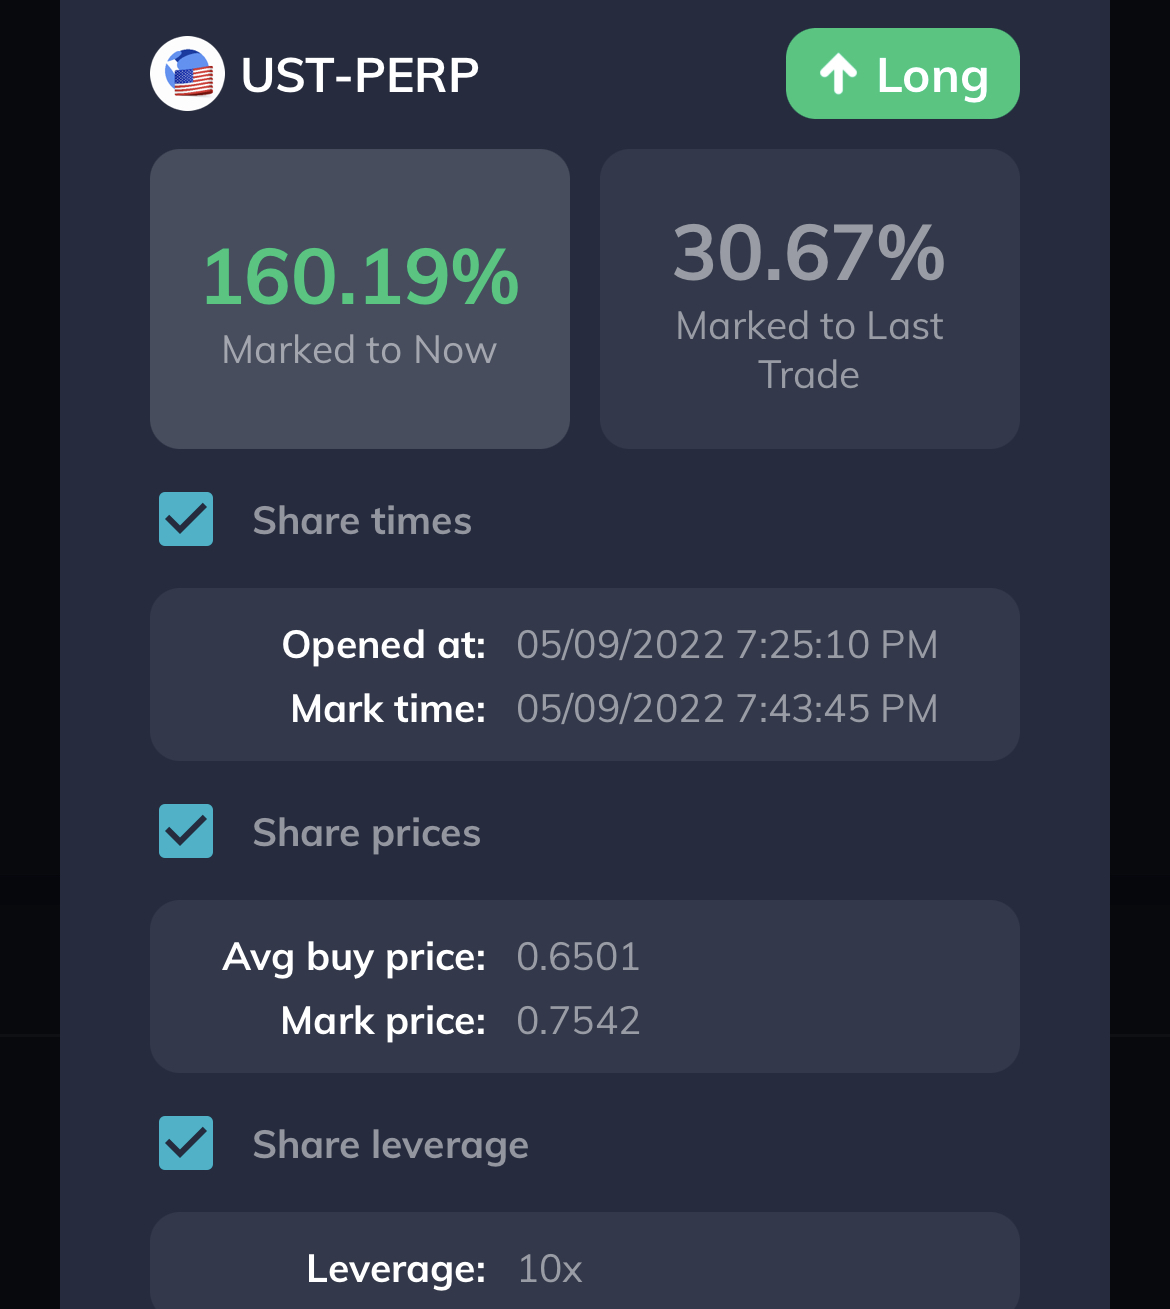 UST-PERP
Long
160.19%
Marked to Now
30.67%
Marked to Last
Trade
Share times
Opened at: 05/09/2022 7:25:10 PM
Mark time: 05/09/2022 7:43:45 PM
Share prices
Avg buy price: 0.6501
Mark price: 0.7542
Share leverage
Leverage: 10x